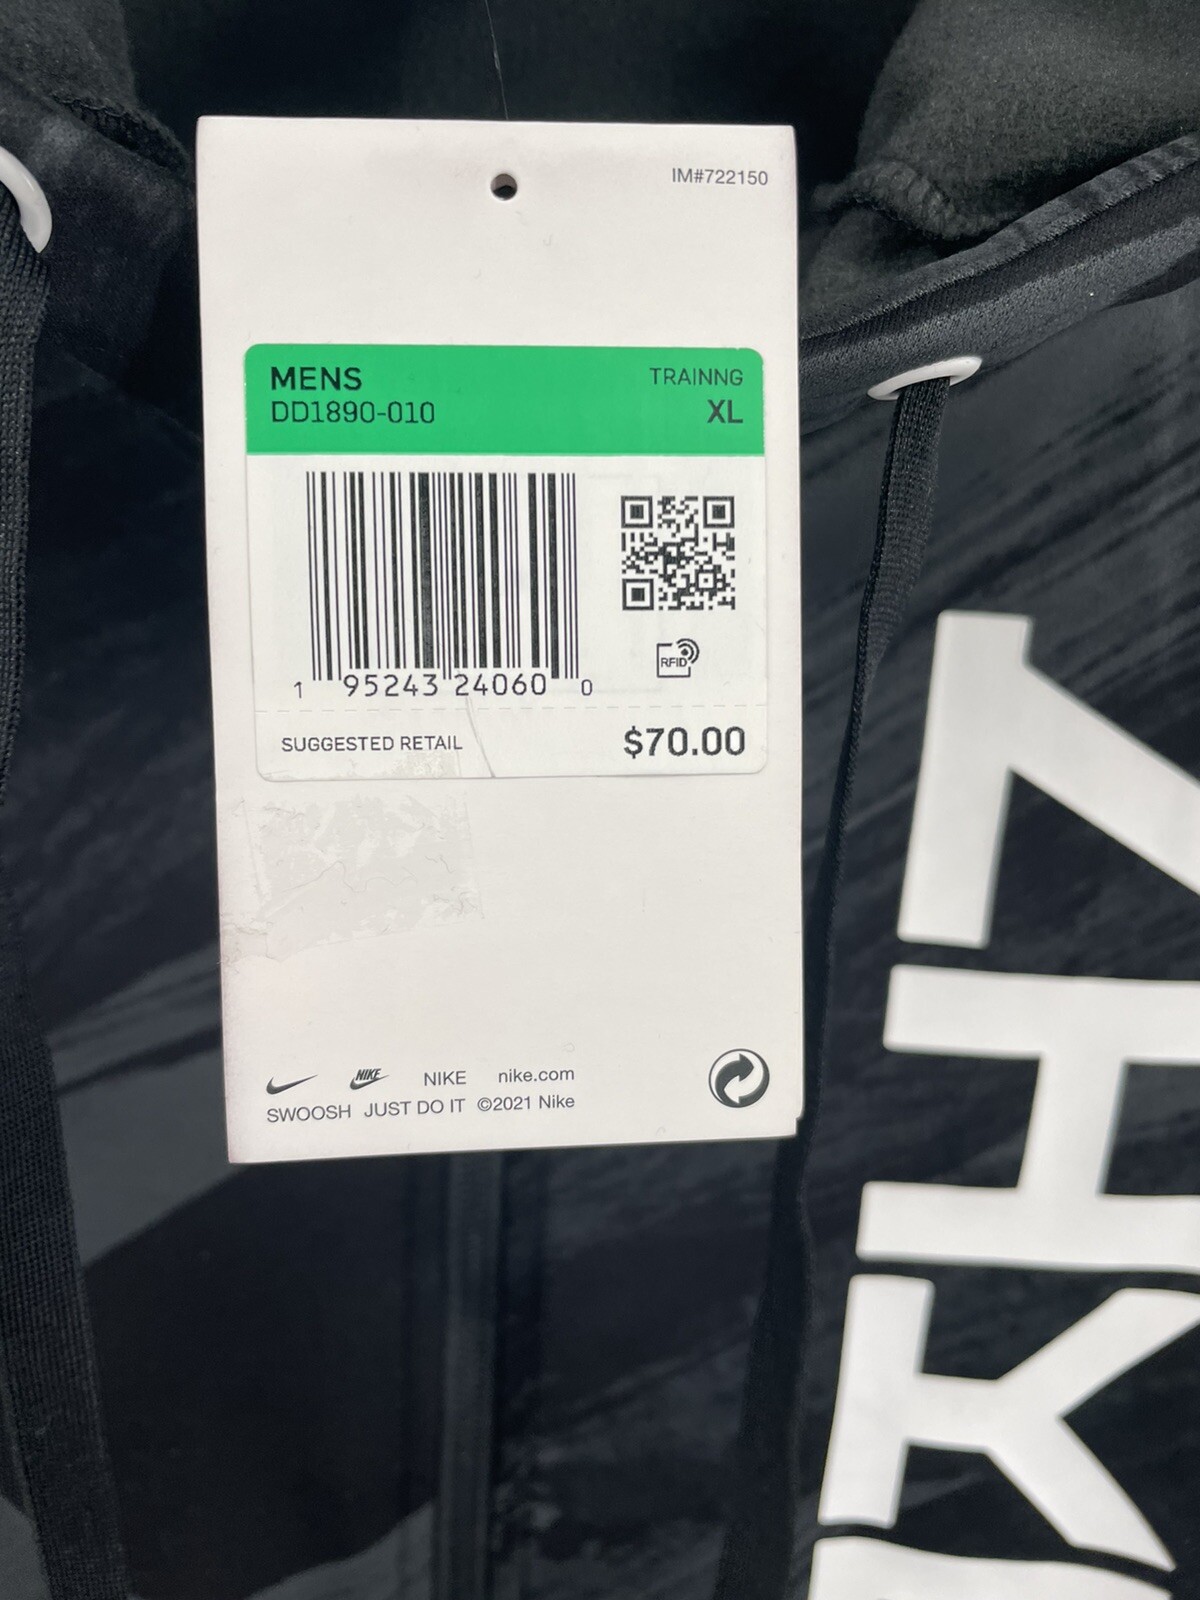 IM#722150
MENS TRAINNG
DD1890-010 XL
RFID
1 95243 24060 0
SUGGESTED RETAIL $70.00
NIKE NIKE nike.com
SWOOSH JUST DO IT ©2021 Nike
NIKE